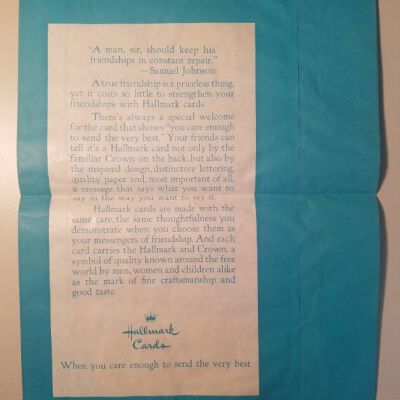 "A man, sir, should keep his
friendships in constant repair."
—Samuel Johnson
A true friendship is a priceless thing,
yet it costs so little to strengthen your
friendships with Hallmark cards.
There's always a special welcome
for the card that shows "you care enough
to send the very best." Your friends can
tell it's a Hallmark card not only by the
familiar Crown on the back, but also by
the inspired design, distinctive lettering,
quality paper and most important of all,
a message that says what you want to
say in the way you want to say it.
Hallmark cards are made with the
same care, the same thoughtfulness you
demonstrate when you choose them as
your messengers of friendship. And each
card carries the Hallmark and Crown, a
symbol of quality known around the free
world by men, women and children alike
as the mark of fine craftsmanship and
good taste.
Hallmark
Cards
When you care enough to send the very best